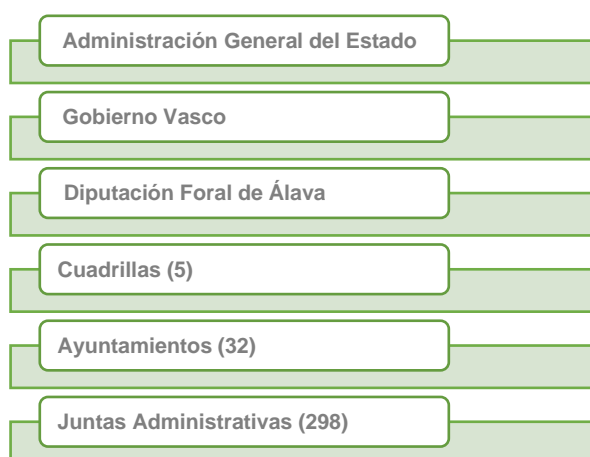 Administración General del Estado
Gobierno Vasco
Diputación Foral de Álava
Cuadrillas (5)
Ayuntamientos (32)
Juntas Administrativas (298)